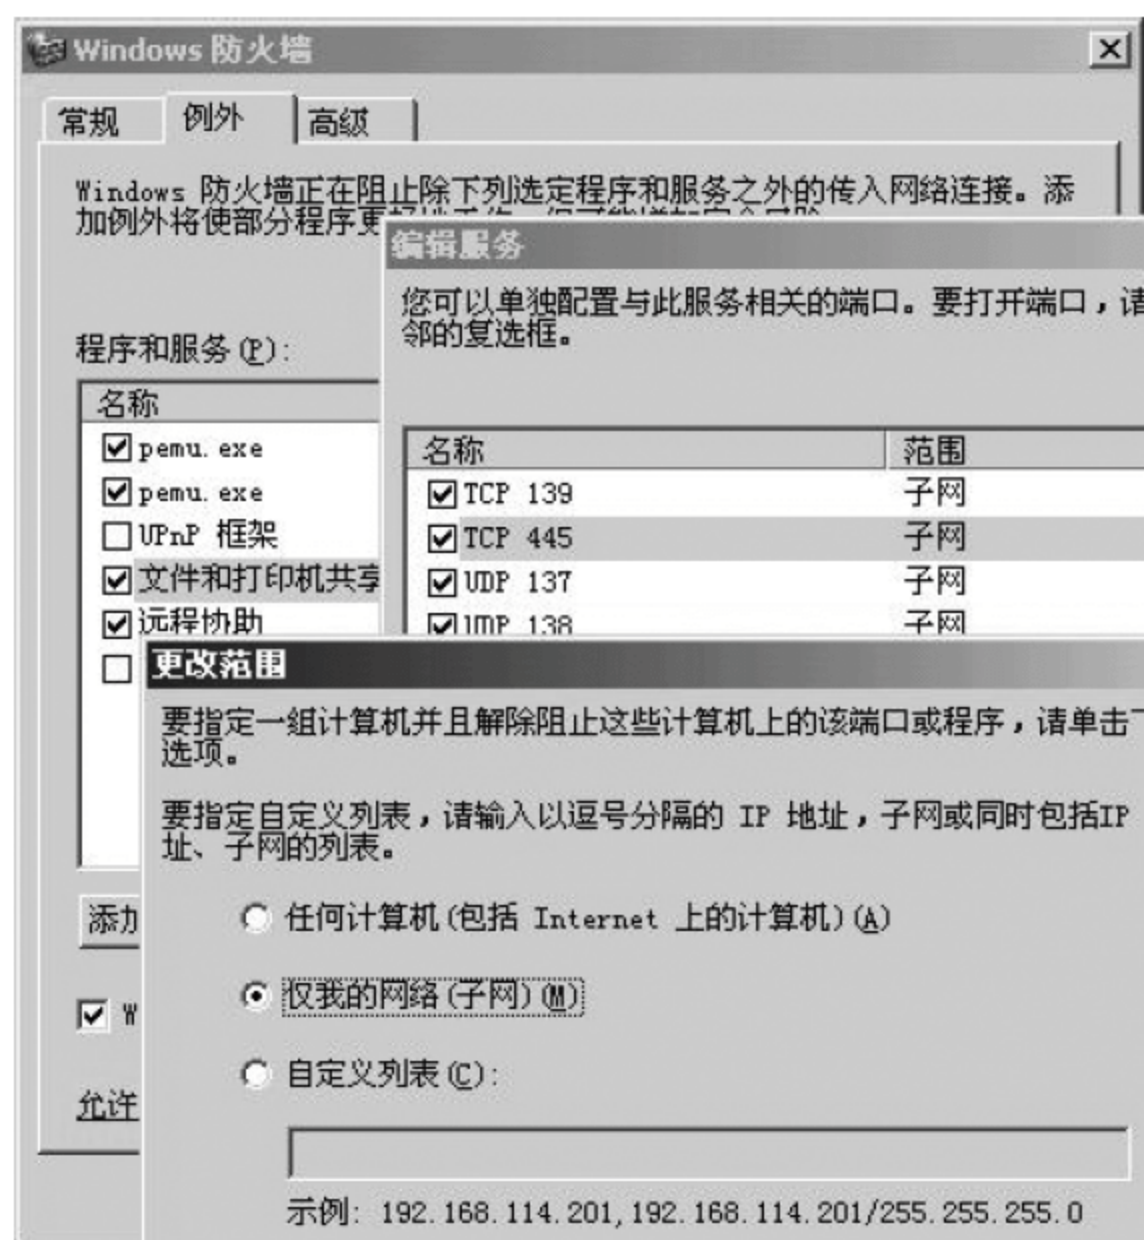 Windows 防火墙
常规 例外 高级
Windows 防火墙正在阻止除下列选定程序和服务之外的传入网络连接。添
加例外将使部分程序更
编辑服务
您可以单独配置与此服务相关的端口。要打开端口，请
邻的复选框。
程序和服务(P):
名称
pemu.exe
pemu.exe
UPnP 框架
文件和打印机共享
远程协助
名称 范围
TCP 139 子网
TCP 445 子网
UDP 137 子网
UDP 138 子网
更改范围
要指定一组计算机并且解除阻止这些计算机上的该端口或程序，请单击下
选项。
要指定自定义列表，请输入以逗号分隔的 IP 地址，子网或同时包括IP
址、子网的列表。
任何计算机(包括 Internet 上的计算机)(A)
仅我的网络(子网)(M)
自定义列表(C):
示例: 192.168.114.201,192.168.114.201/255.255.255.0
添加
W
允许